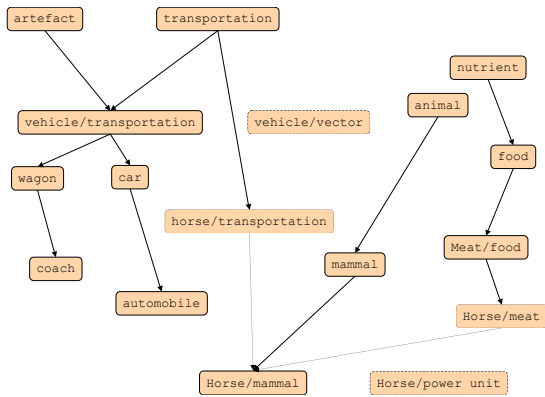 artefact
transportation
nutrient
animal
vehicle/transportation
vehicle/vector
food
wagon
car
horse/transportation
Meat/food
mammal
coach
automobile
Horse/meat
Horse/mammal
Horse/power unit